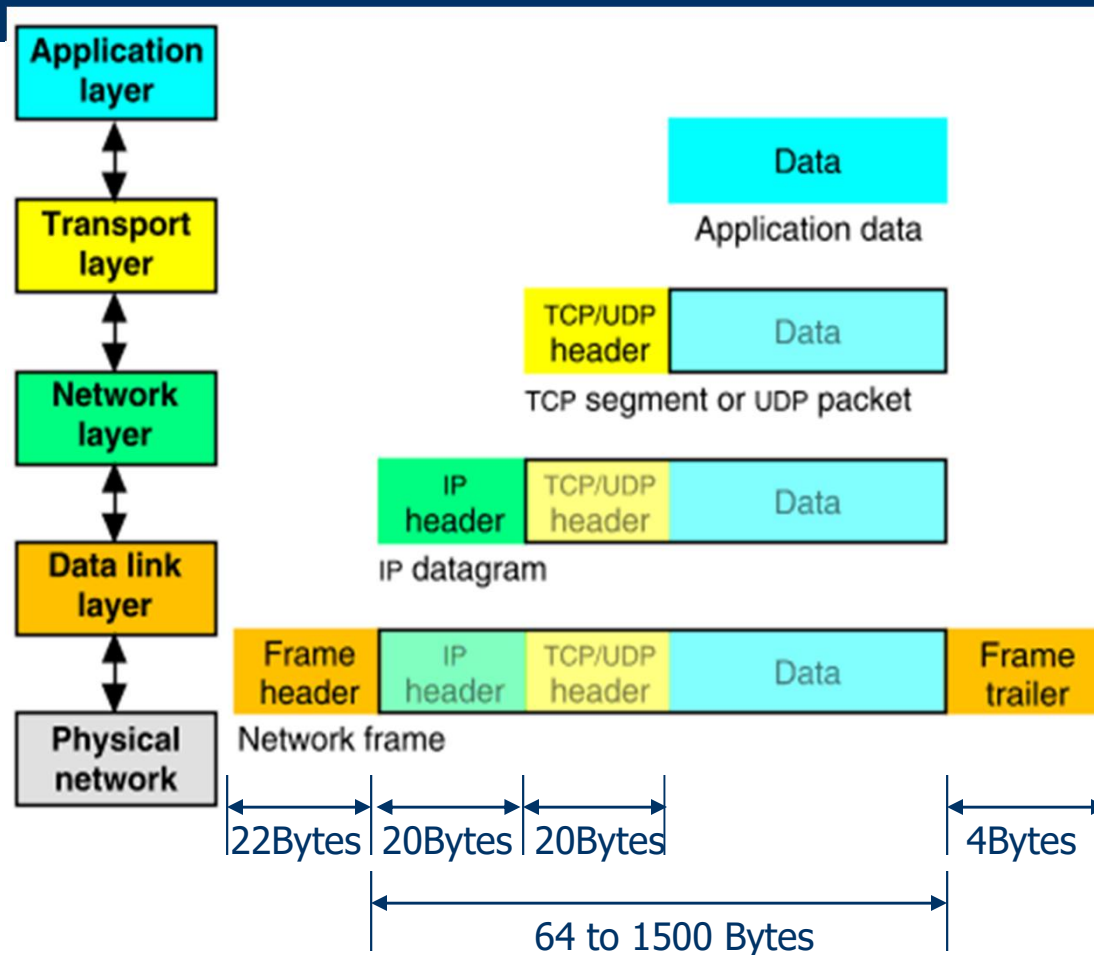 Application
layer
Data
Application data
Transport
layer
TCP/UDP
header
Data
TCP segment or UDP packet
Network
layer
IP
header
TCP/UDP
header
Data
IP datagram
Data link
layer
Frame
header
IP
header
TCP/UDP
header
Data
Frame
trailer
Network frame
Physical
network
22Bytes
20Bytes
20Bytes
4Bytes
64 to 1500 Bytes